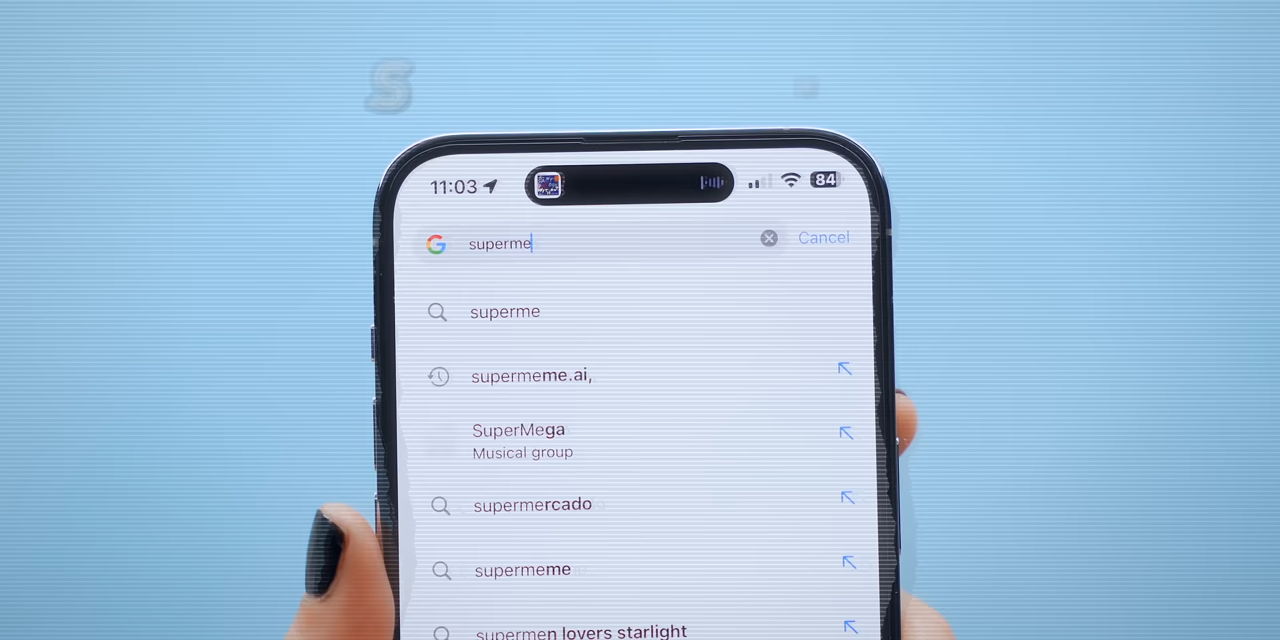 S
11:03
84
superme
Cancel
superme
supermeme.ai,
SuperMega
Musical group
supermercado
supermeme
supermen lovers starlight